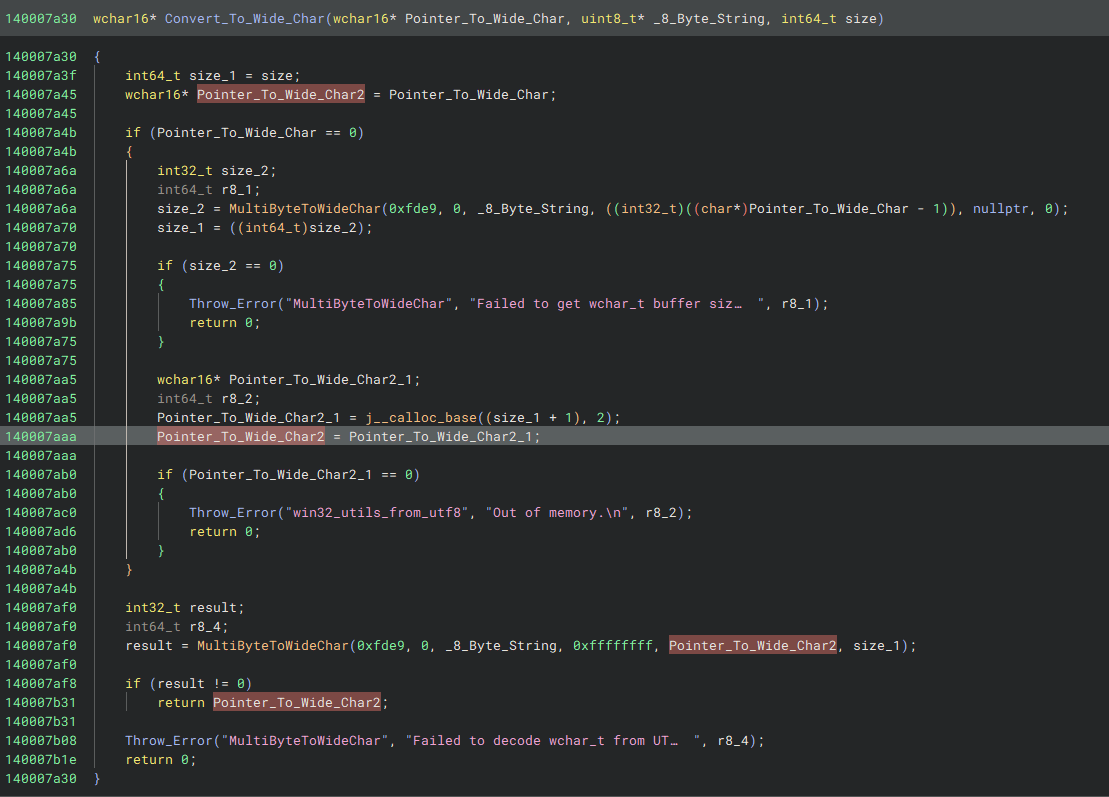 140007a30 wchar16* Convert_To_Wide_Char(wchar16* Pointer_To_Wide_Char, uint8_t* _8_Byte_String, int64_t size)
140007a30 {
140007a3f int64_t size_1 = size;
140007a45 wchar16* Pointer_To_Wide_Char2 = Pointer_To_Wide_Char;
140007a45
140007a4b if (Pointer_To_Wide_Char == 0)
140007a4b {
140007a6a int32_t size_2;
140007a6a int64_t r8_1;
140007a6a size_2 = MultiByteToWideChar(0xfde9, 0, _8_Byte_String, ((int32_t)((char*)Pointer_To_Wide_Char - 1)), nullptr, 0);
140007a70 size_1 = ((int64_t)size_2);
140007a70
140007a75 if (size_2 == 0)
140007a75 {
140007a85 Throw_Error("MultiByteToWideChar", "Failed to get wchar_t buffer siz… ", r8_1);
140007a9b return 0;
140007a75 }
140007a75
140007aa5 wchar16* Pointer_To_Wide_Char2_1;
140007aa5 int64_t r8_2;
140007aa5 Pointer_To_Wide_Char2_1 = j__calloc_base((size_1 + 1), 2);
140007aaa Pointer_To_Wide_Char2 = Pointer_To_Wide_Char2_1;
140007aaa
140007ab0 if (Pointer_To_Wide_Char2_1 == 0)
140007ab0 {
140007ac0 Throw_Error("win32_utils_from_utf8", "Out of memory.\n", r8_2);
140007ad6 return 0;
140007ab0 }
140007a4b }
140007a4b
140007af0 int32_t result;
140007af0 int64_t r8_4;
140007af0 result = MultiByteToWideChar(0xfde9, 0, _8_Byte_String, 0xffffffff, Pointer_To_Wide_Char2, size_1);
140007af0
140007af8 if (result != 0)
140007b31 return Pointer_To_Wide_Char2;
140007b31
140007b08 Throw_Error("MultiByteToWideChar", "Failed to decode wchar_t from UT… ", r8_4);
140007b1e return 0;
140007a30 }